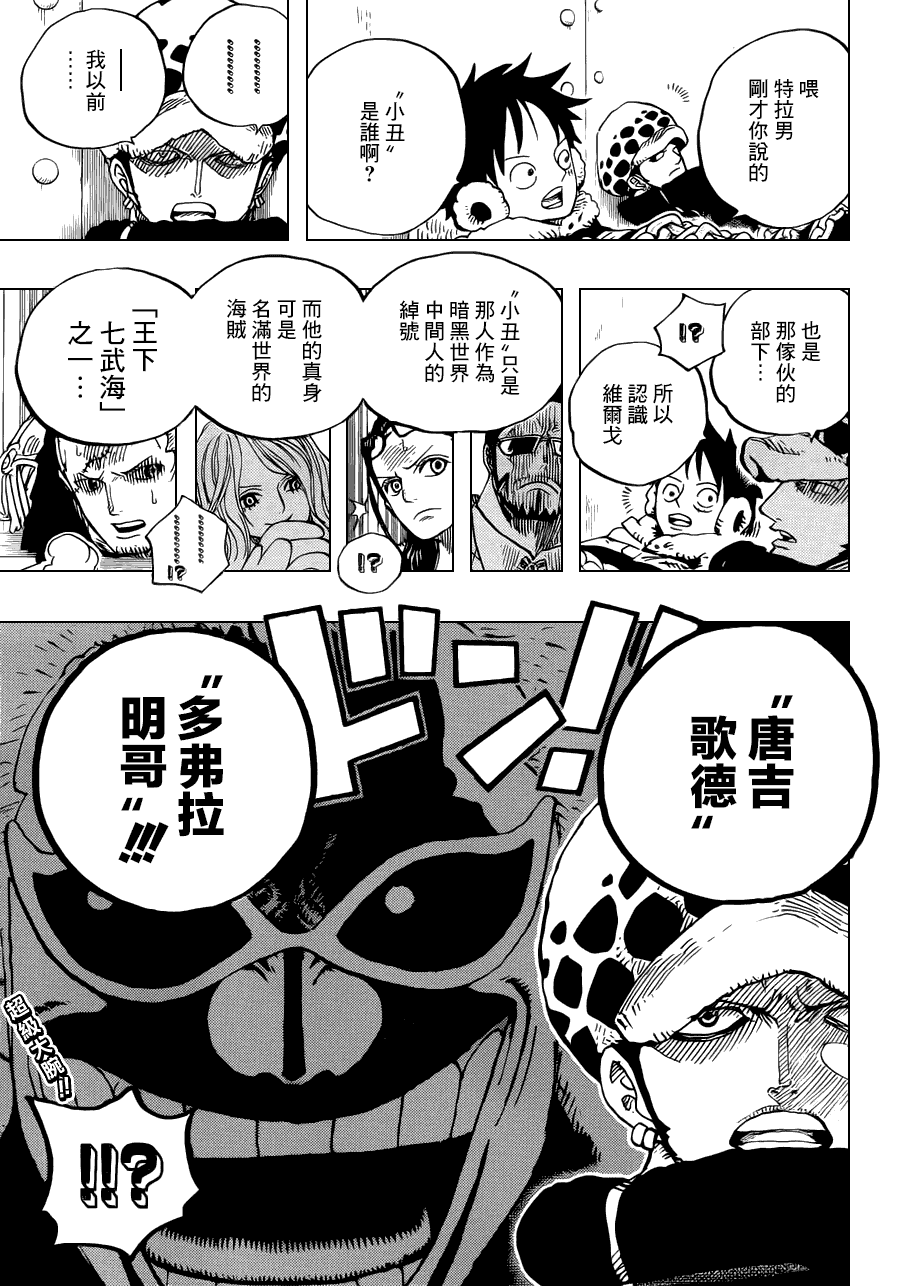 喂
特拉男
剛才你說的
“小丑”
是誰啊?
…………
——
我以前
……
也是
那傢伙的
部下…
!?
所以
認識
維爾戈
“小丑”只是
那人作為
暗黑世界
中間人的
綽號
而他的真身
可是
名滿世界的
海賊
「王下
七武海」
之一…
!?
…………
!?
“唐吉
歌德”
ドン!!
“多弗拉
明哥”!!!
超級大腕!!
!!?